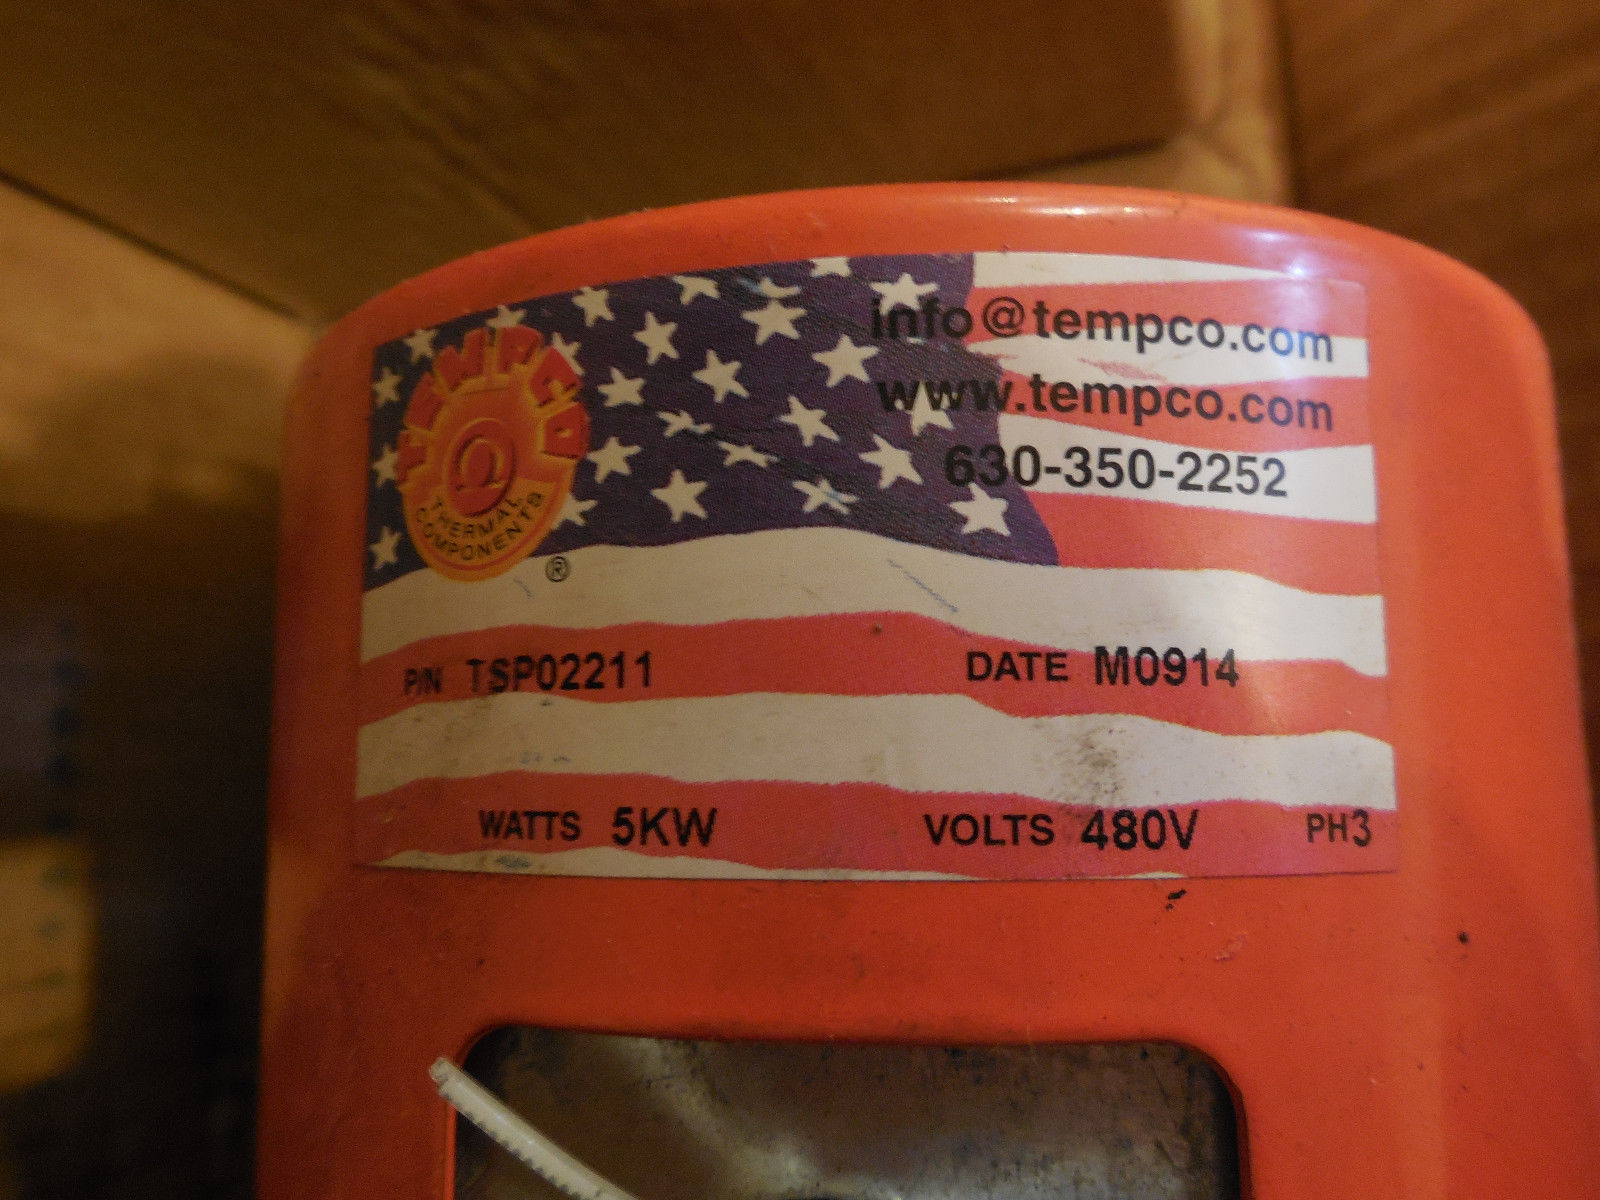 info@tempco.com
www.tempco.com
630-350-2252
TEMPCO
Ω
THERMAL
COMPONENTS
®
P/N TSP02211 DATE M0914
WATTS 5KW VOLTS 480V PH3